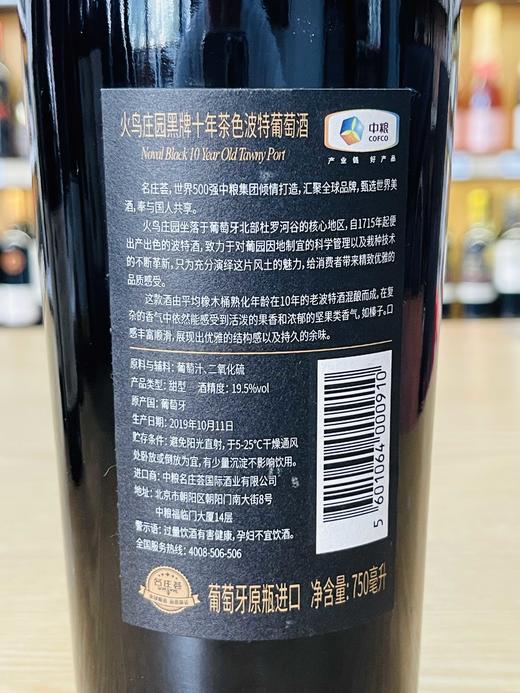 火鸟庄园黑牌十年茶色波特葡萄酒
Noval Black 10 Year Old Tawny Port
中粮
COFCO
产业链 好产品
名庄荟，世界500强中粮集团倾情打造，汇聚全球品牌，甄选世界美
酒，奉与国人共享。
火鸟庄园坐落于葡萄牙北部杜罗河谷的核心地区，自1715年起便
出产出色的波特酒，致力于对葡园因地制宜的科学管理以及栽种技术
的不断革新，只为充分演绎这片风土的魅力，给消费者带来精致优雅的
品质感受。
这款酒由平均橡木桶熟化年龄在10年的老波特酒混酿而成，在复
杂的香气中依然能感受到活泼的果香和浓郁的坚果类香气，如榛子。口
感丰富顺滑，展现出优雅的结构感以及持久的余味。
原料与辅料：葡萄汁、二氧化硫
产品类型：甜型 酒精度：19.5%vol
原产国：葡萄牙
生产日期：2019年10月11日
贮存条件：避免阳光直射，于5-25℃干燥通风
处卧放或倒放为宜，有少量沉淀不影响饮用。
进口商：中粮名庄荟国际酒业有限公司
地址：北京市朝阳区朝阳门南大街8号
中粮福临门大厦14层
警示语：过量饮酒有害健康，孕妇不宜饮酒。
全国服务热线：4008-506-506
5 601064 000910
名庄荟
葡萄牙原瓶进口 净含量：750毫升